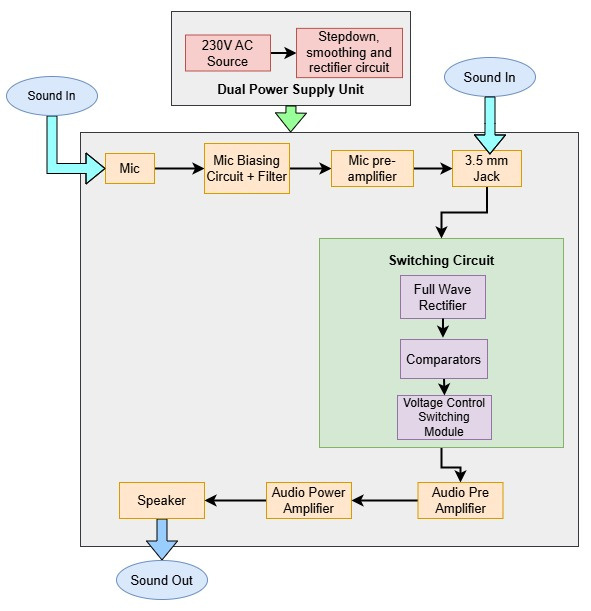 230V AC
Source
Stepdown,
smoothing and
rectifier circuit
Dual Power Supply Unit
Sound In
Sound In
Mic
Mic Biasing
Circuit + Filter
Mic pre-
amplifier
3.5 mm
Jack
Switching Circuit
Full Wave
Rectifier
Comparators
Voltage Control
Switching
Module
Speaker
Audio Power
Amplifier
Audio Pre
Amplifier
Sound Out